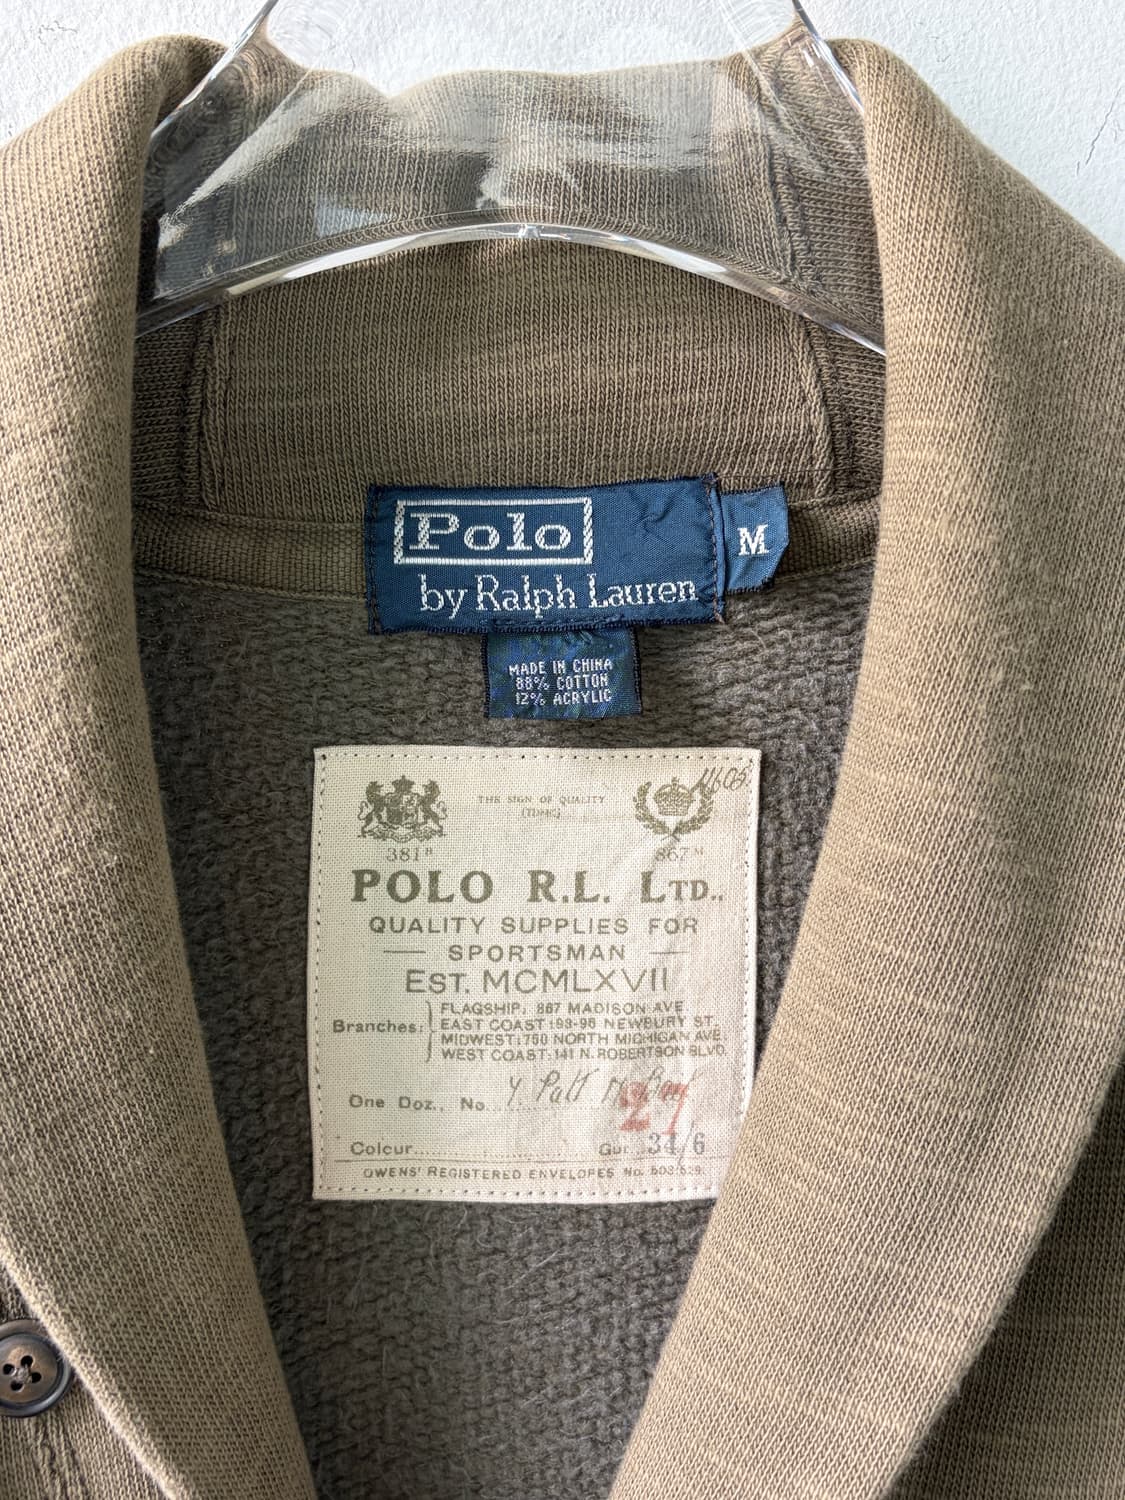 Polo
by Ralph Lauren
M
MADE IN CHINA
88% COTTON
12% ACRYLIC
THE SIGN OF QUALITY
381" 867"
POLO R.L. LTD.,
QUALITY SUPPLIES FOR
SPORTSMAN
EST. MCMLXVII
Branches:
FLAGSHIP: 867 MADISON AVE.
EAST COAST:93-95 NEWBURY ST.
MIDWEST:750 NORTH MICHIGAN AVE.
WEST COAST:141 N. ROBERTSON BLVD.
One Doz., No.
27
Colour 34/6
OWENS' REGISTERED ENVELOPES No.